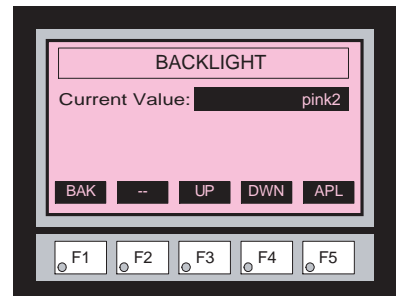 BACKLIGHT
Current Value: pink2
BAK -- UP DWN APL
F1 F2 F3 F4 F5